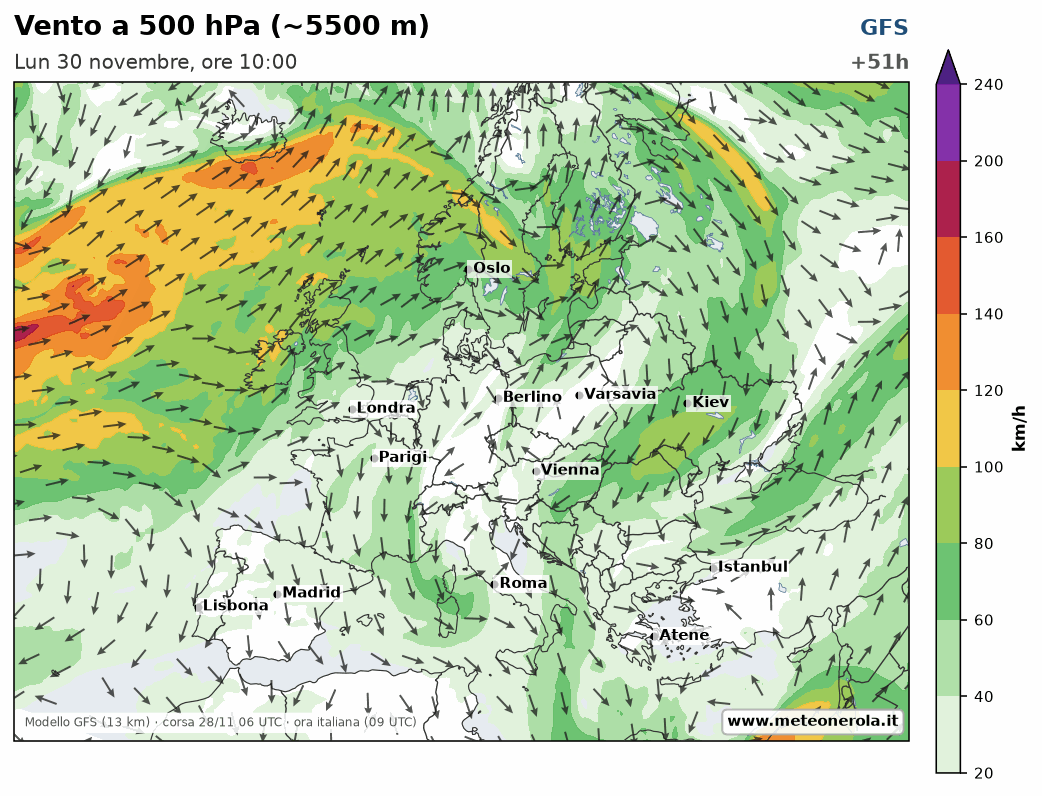 Vento a 500 hPa (~5500 m)
GFS
Lun 30 novembre, ore 10:00
+51h
240
200
160
140
120
100
80
60
40
20
km/h
Oslo
Berlino
Varsavia
Kiev
Londra
Parigi
Vienna
Roma
Istanbul
Madrid
Lisbona
Atene
Modello GFS (13 km) · corsa 28/11 06 UTC · ora italiana (09 UTC)
www.meteonerola.it